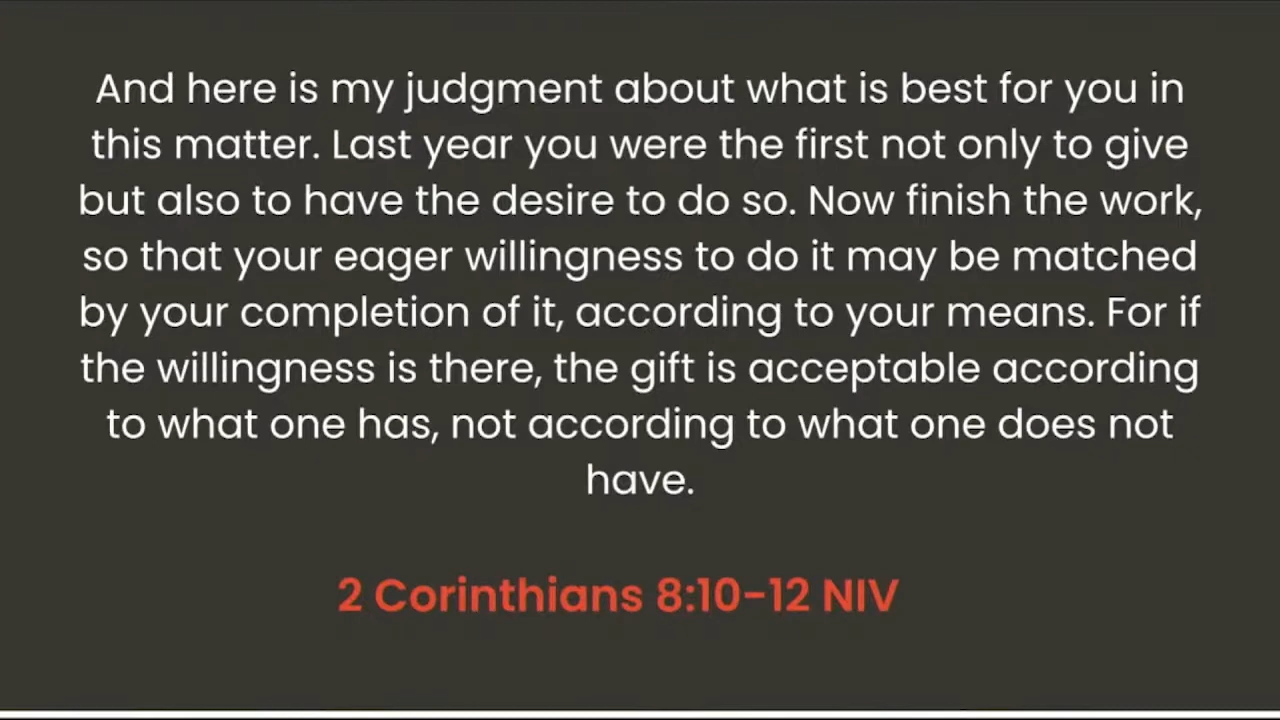 And here is my judgment about what is best for you in
this matter. Last year you were the first not only to give
but also to have the desire to do so. Now finish the work,
so that your eager willingness to do it may be matched
by your completion of it, according to your means. For if
the willingness is there, the gift is acceptable according
to what one has, not according to what one does not
have.
2 Corinthians 8:10-12 NIV